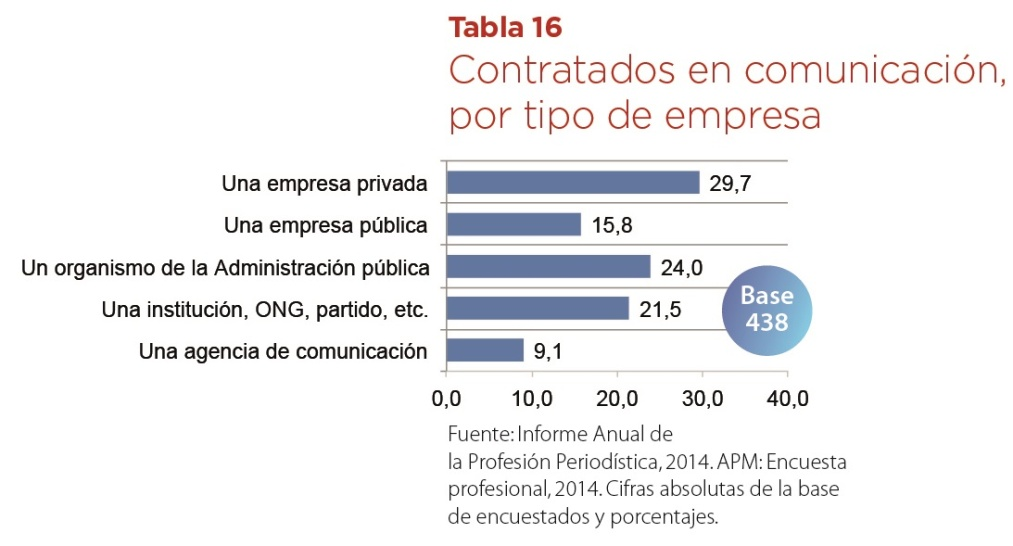 Tabla 16
Contratados en comunicación,
por tipo de empresa
Una empresa privada 29,7
Una empresa pública 15,8
Un organismo de la Administración pública 24,0
Una institución, ONG, partido, etc. 21,5
Una agencia de comunicación 9,1
Base
438
0,0 10,0 20,0 30,0 40,0
Fuente: Informe Anual de
la Profesión Periodística, 2014. APM: Encuesta
profesional, 2014. Cifras absolutas de la base
de encuestados y porcentajes.